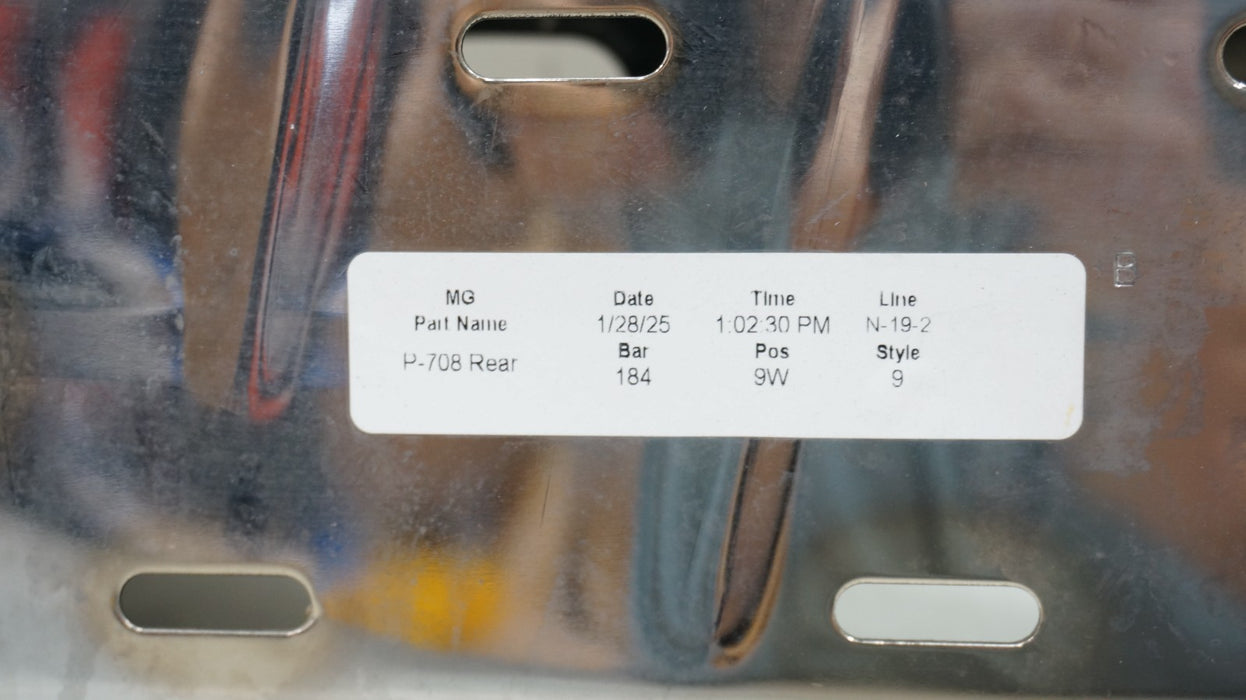 MG Date Time Line
Part Name 1/28/25 1:02:30 PM N-19-2
Bar Pos Style
P-708 Rear 184 9W 9
B